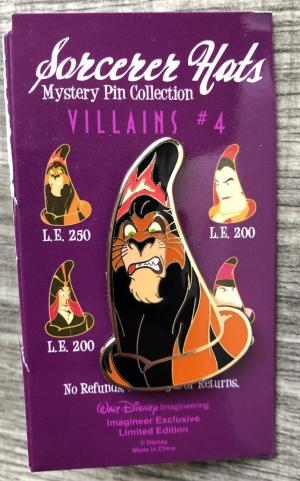 Sorcerer Hats
Mystery Pin Collection
VILLAINS #4
L.E. 250
L.E. 200
L.E. 200
No Refunds, or Returns.
WALT DISNEY Imagineering
Imagineer Exclusive
Limited Edition
© Disney
Made in China